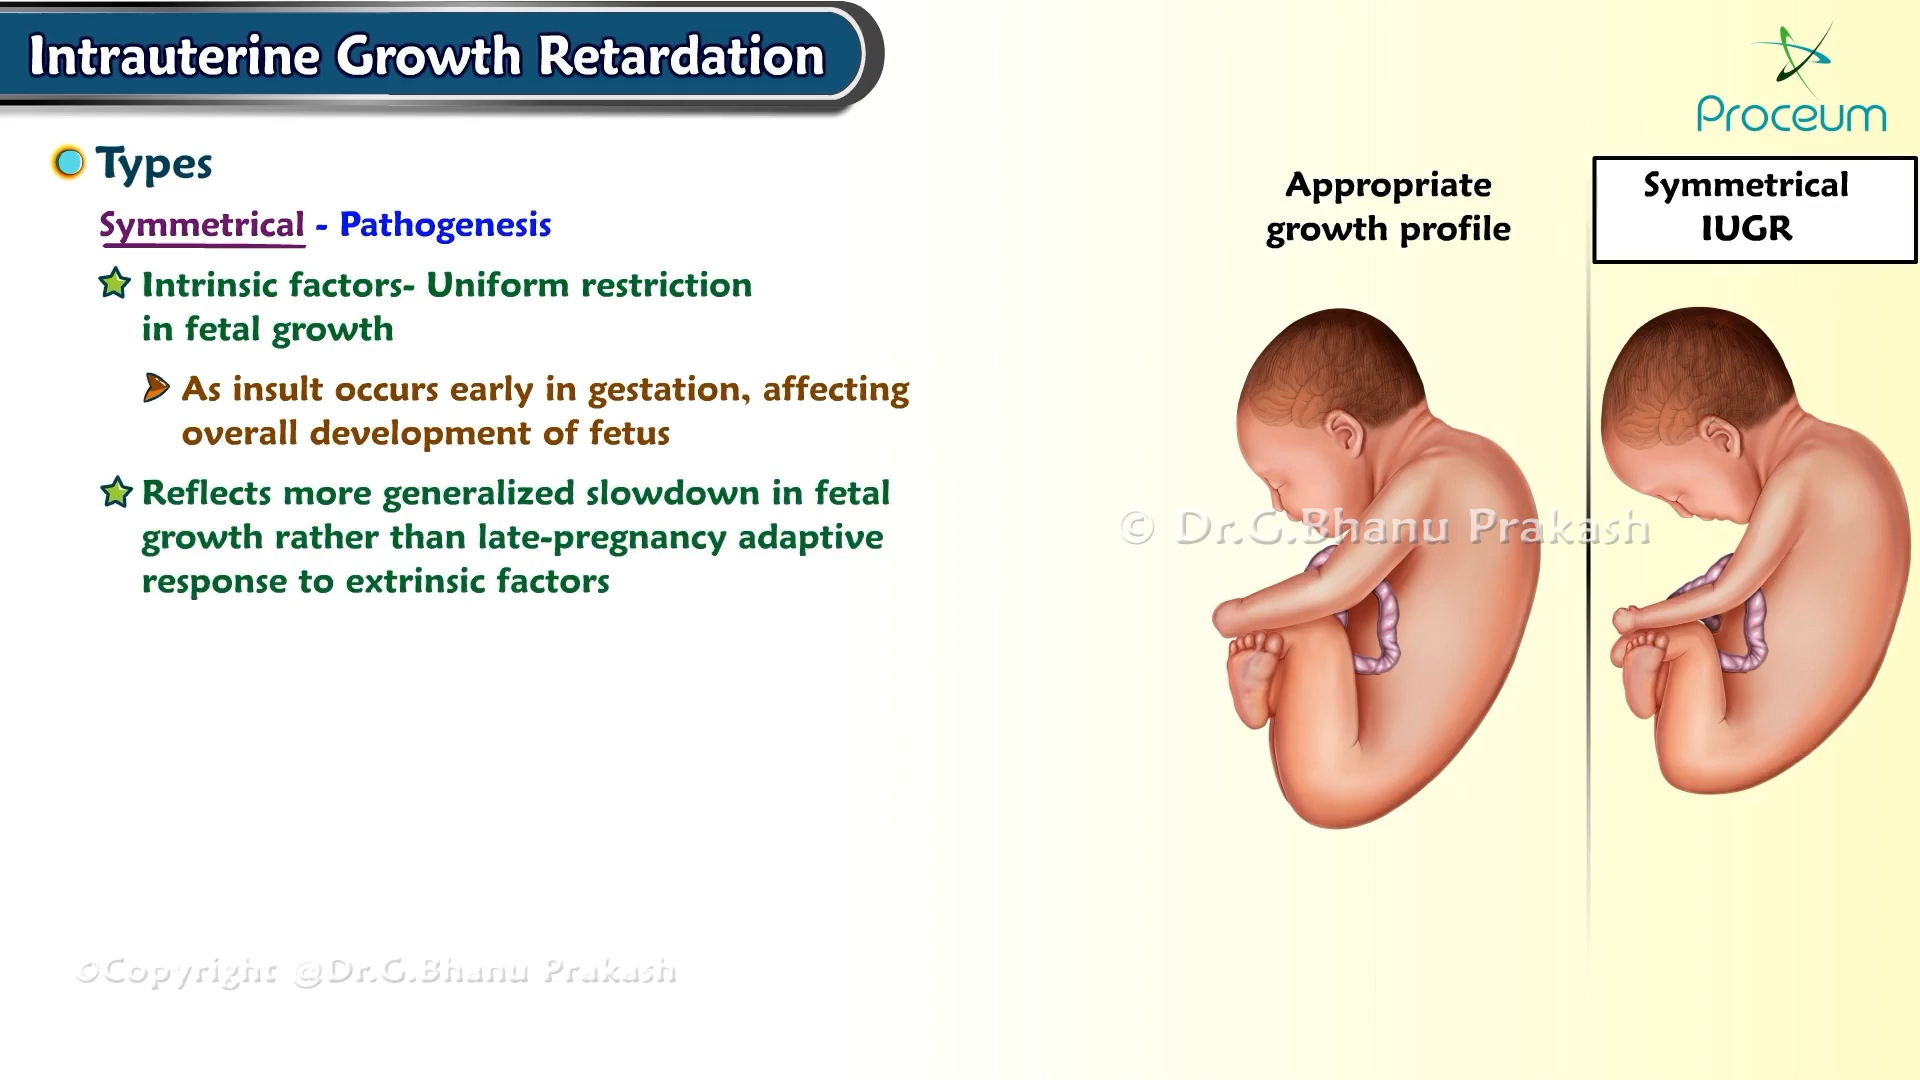 Intrauterine Growth Retardation
Proceum
Types
Symmetrical - Pathogenesis
Intrinsic factors- Uniform restriction
in fetal growth
As insult occurs early in gestation, affecting
overall development of fetus
Reflects more generalized slowdown in fetal
growth rather than late-pregnancy adaptive
response to extrinsic factors
Appropriate
growth profile
Symmetrical
IUGR
© Dr.G.Bhanu Prakash
©Copyright @Dr.G.Bhanu Prakash